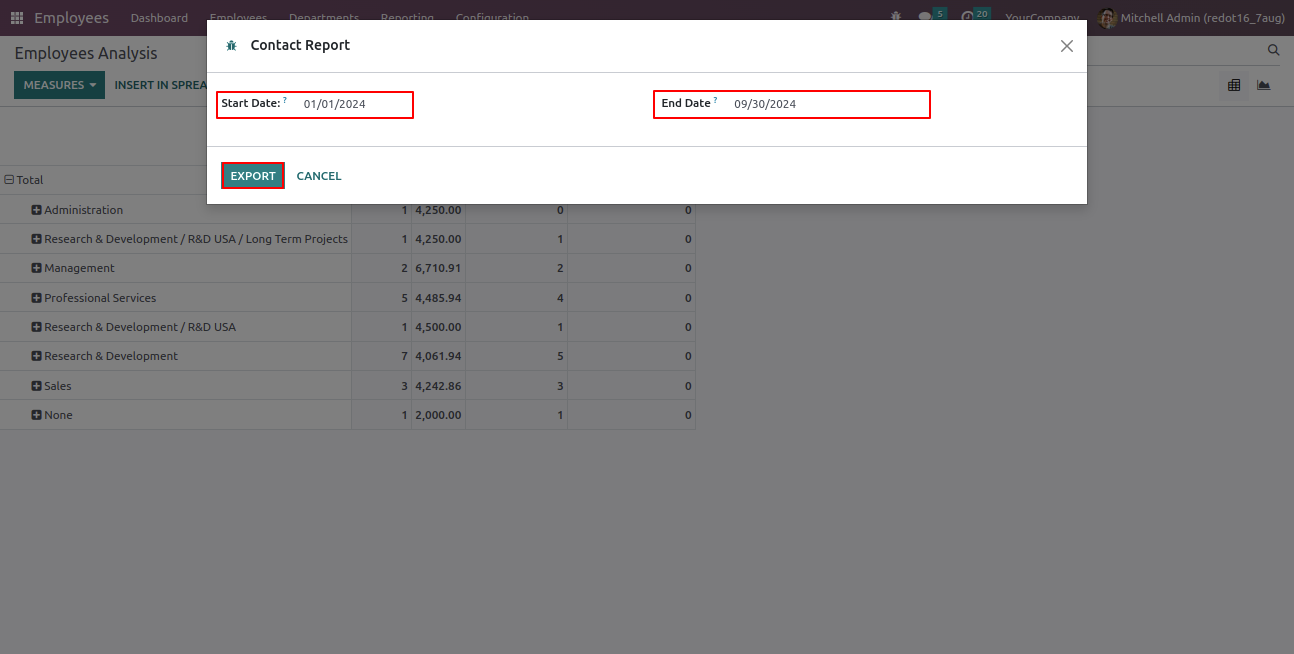 Employees Dashboard Employees Departments Reporting Configuration 5 20 YourCompany Mitchell Admin (redot16_7aug)
Contact Report
Employees Analysis
MEASURES INSERT IN SPREA
Start Date: ? 01/01/2024 End Date ? 09/30/2024
EXPORT CANCEL
Total
Administration 1 4,250.00 0 0
Research & Development / R&D USA / Long Term Projects 1 4,250.00 1 0
Management 2 6,710.91 2 0
Professional Services 5 4,485.94 4 0
Research & Development / R&D USA 1 4,500.00 1 0
Research & Development 7 4,061.94 5 0
Sales 3 4,242.86 3 0
None 1 2,000.00 1 0